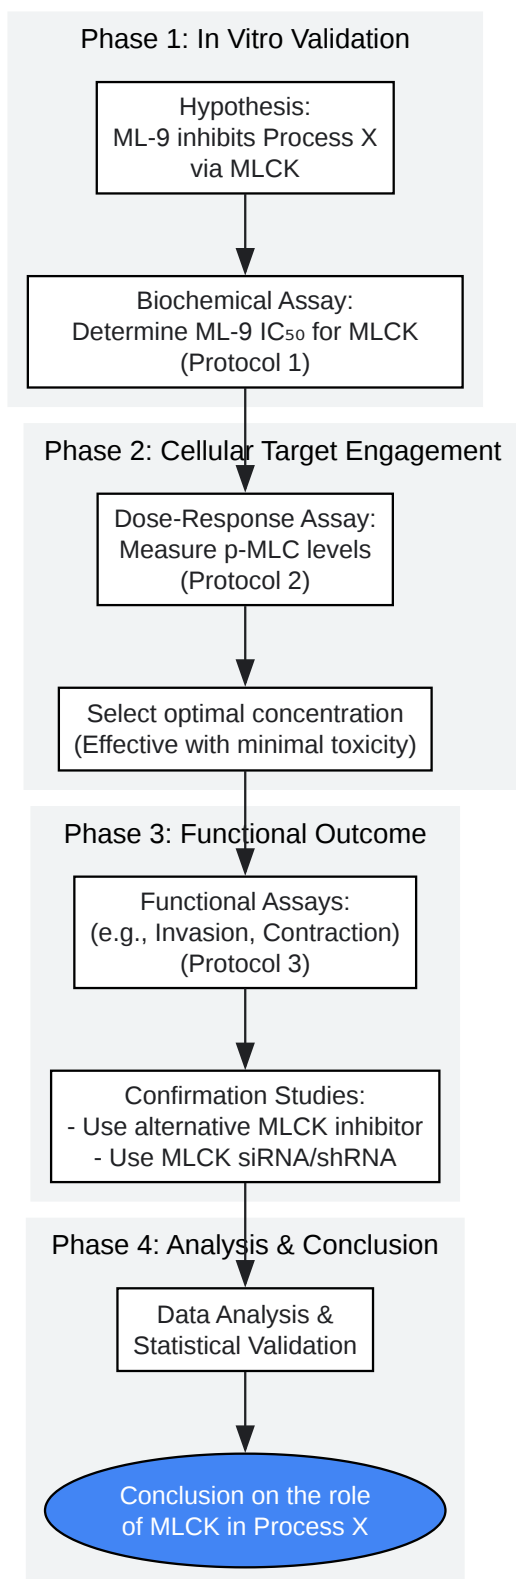 Phase 1: In Vitro Validation
Hypothesis:
ML-9 inhibits Process X
via MLCK
Biochemical Assay:
Determine ML-9 IC₅₀ for MLCK
(Protocol 1)
Phase 2: Cellular Target Engagement
Dose-Response Assay:
Measure p-MLC levels
(Protocol 2)
Select optimal concentration
(Effective with minimal toxicity)
Phase 3: Functional Outcome
Functional Assays:
(e.g., Invasion, Contraction)
(Protocol 3)
Confirmation Studies:
- Use alternative MLCK inhibitor
- Use MLCK siRNA/shRNA
Phase 4: Analysis & Conclusion
Data Analysis &
Statistical Validation
Conclusion on the role
of MLCK in Process X